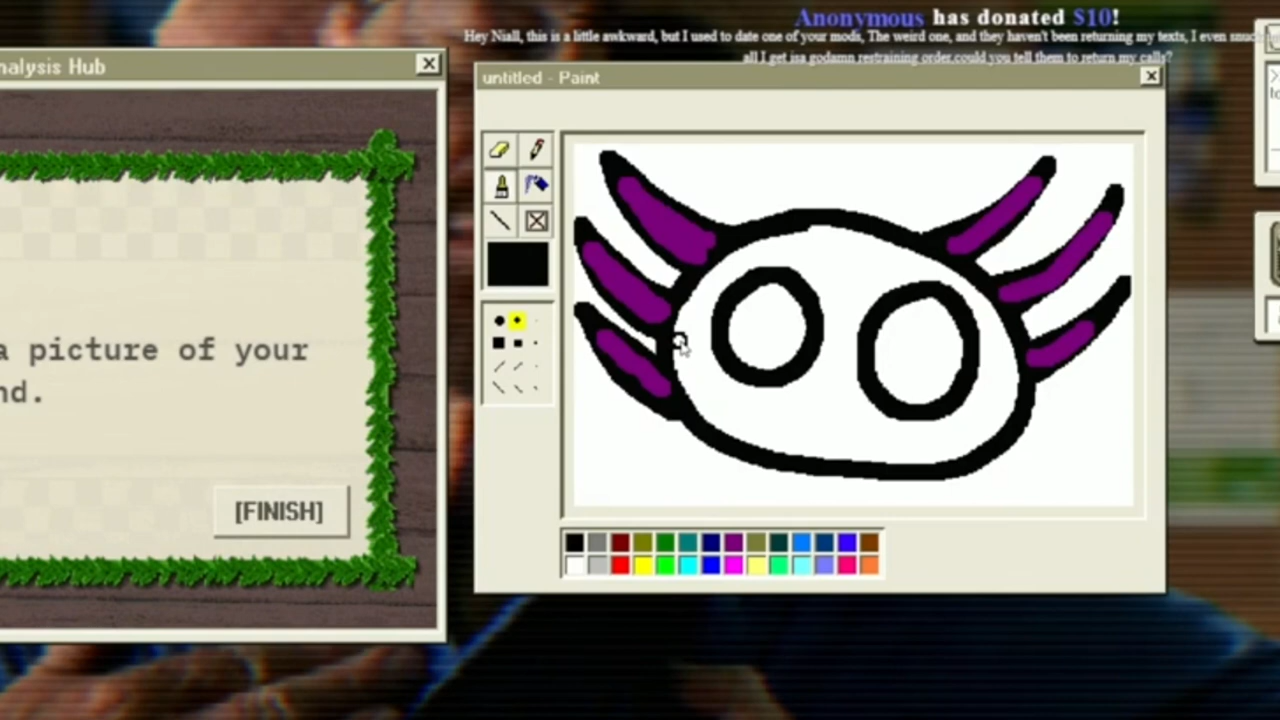 Anonymous has donated $10!
Hey Niall, this is a little awkward, but I used to date one of your mods, The weird one, and they haven't been returning my texts, I even
all I get isa godamn restraining order.could you tell them to return my calls?
nalysis Hub
untitled - Paint
a picture of your
nd.
[FINISH]